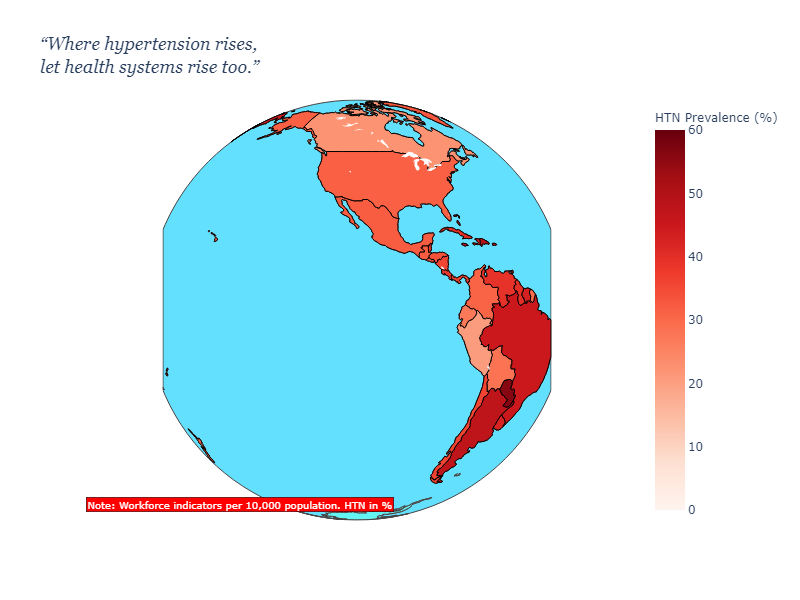 “Where hypertension rises,
let health systems rise too.”
HTN Prevalence (%)
60
50
40
30
20
10
0
Note: Workforce indicators per 10,000 population. HTN in %